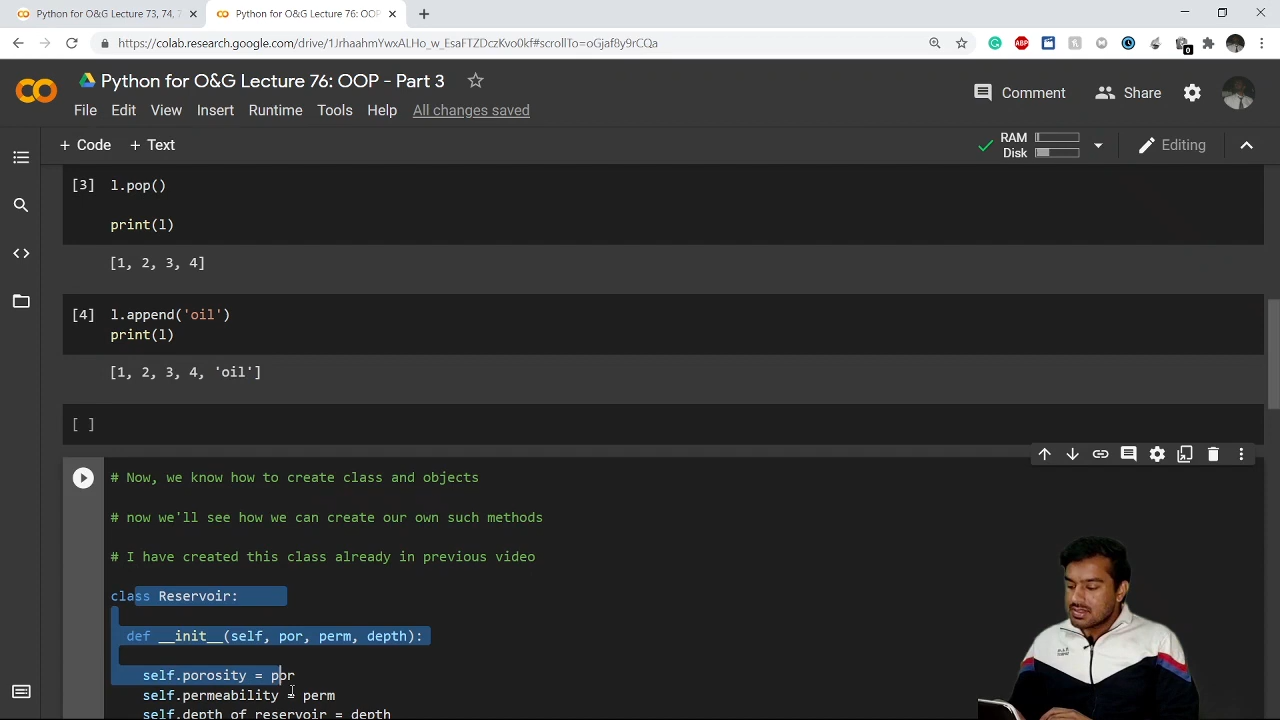 Python for O&G Lecture 73, 74, 7
Python for O&G Lecture 76: OOP
https://colab.research.google.com/drive/1JrhaahmYwxALHo_w_EsaFTZDczKvo0kf#scrollTo=oGjaf8y9rCQa
ABP
0
Python for O&G Lecture 76: OOP - Part 3
Comment
Share
File Edit View Insert Runtime Tools Help All changes saved
+ Code + Text
RAM
Disk
Editing
[3] l.pop()
print(l)
[1, 2, 3, 4]
[4] l.append('oil')
print(l)
[1, 2, 3, 4, 'oil']
[ ]
# Now, we know how to create class and objects
# now we'll see how we can create our own such methods
# I have created this class already in previous video
class Reservoir:
def __init__(self, por, perm, depth):
self.porosity = por
self.permeability = perm
self.depth_of_reservoir = depth